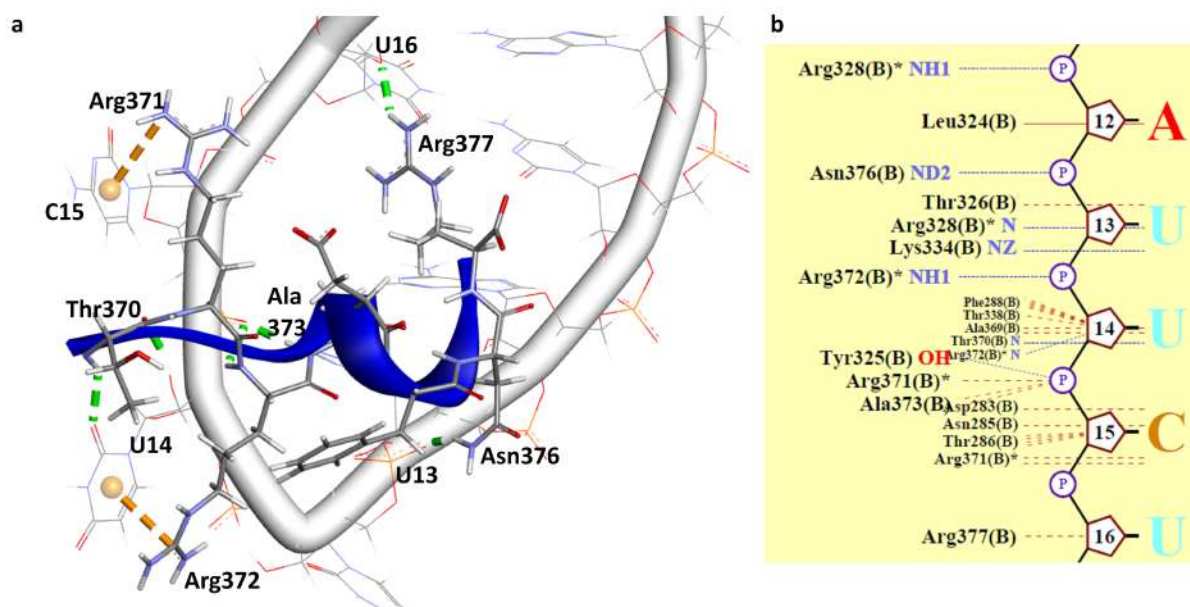 a
U16
Arg371
Arg377
C15
Thr370
Ala
373
U14
U13
Asn376
Arg372
b
Arg328(B)* NH1
P
Leu324(B)
12
A
Asn376(B) ND2
P
Thr326(B)
Arg328(B)* N
13
U
Lys334(B) NZ
Arg372(B)* NH1
P
Phe288(B)
Thr338(B)
Ala369(B)
14
U
Thr370(B) N
Arg372(B)* N
Tyr325(B) OH
Arg371(B)*
P
Ala373(B)
Asp283(B)
Asn285(B)
15
C
Thr286(B)
Arg371(B)*
P
Arg377(B)
16
U